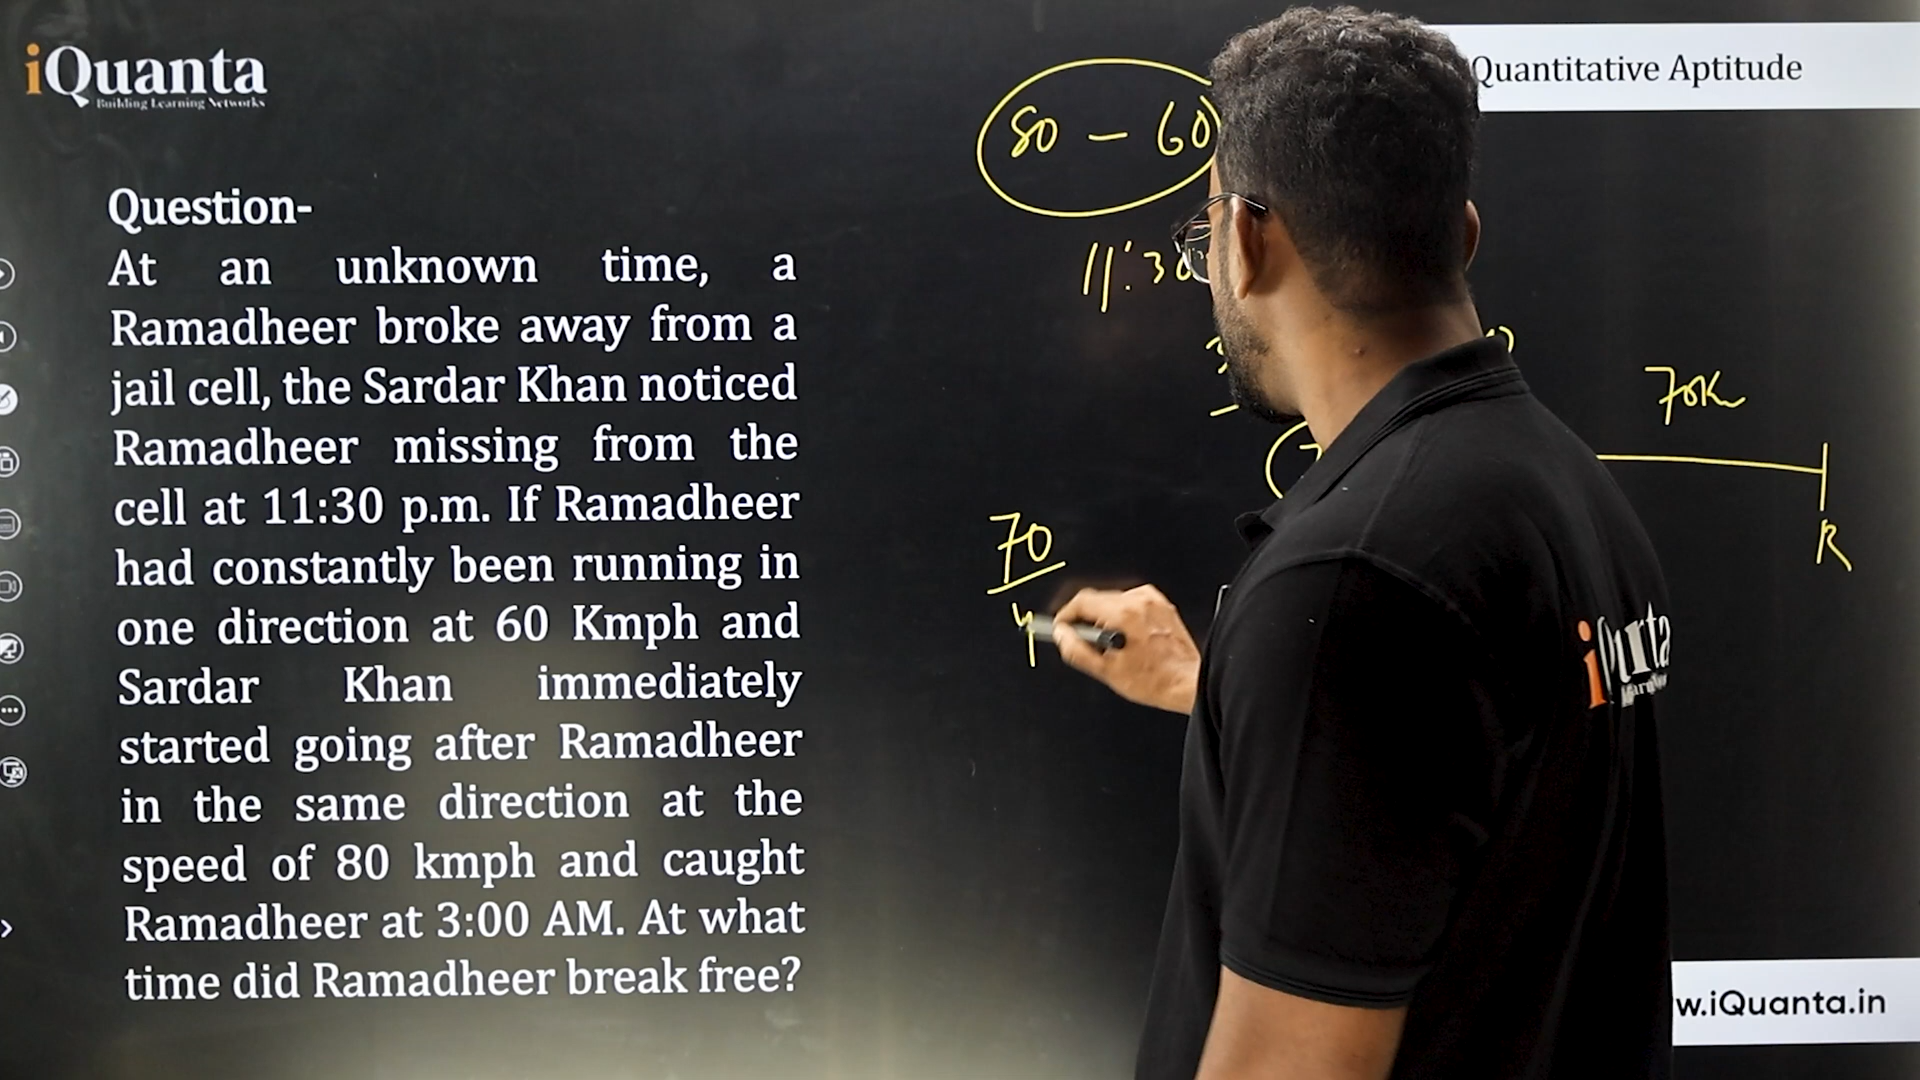 iQuanta
Building Learning Networks
Quantitative Aptitude
80 - 60
11:30
Question-
At an unknown time, a
Ramadheer broke away from a
jail cell, the Sardar Khan noticed
Ramadheer missing from the
cell at 11:30 p.m. If Ramadheer
had constantly been running in
one direction at 60 Kmph and
Sardar Khan immediately
started going after Ramadheer
in the same direction at the
speed of 80 kmph and caught
Ramadheer at 3:00 AM. At what
time did Ramadheer break free?
70K
R
70
w.iQuanta.in